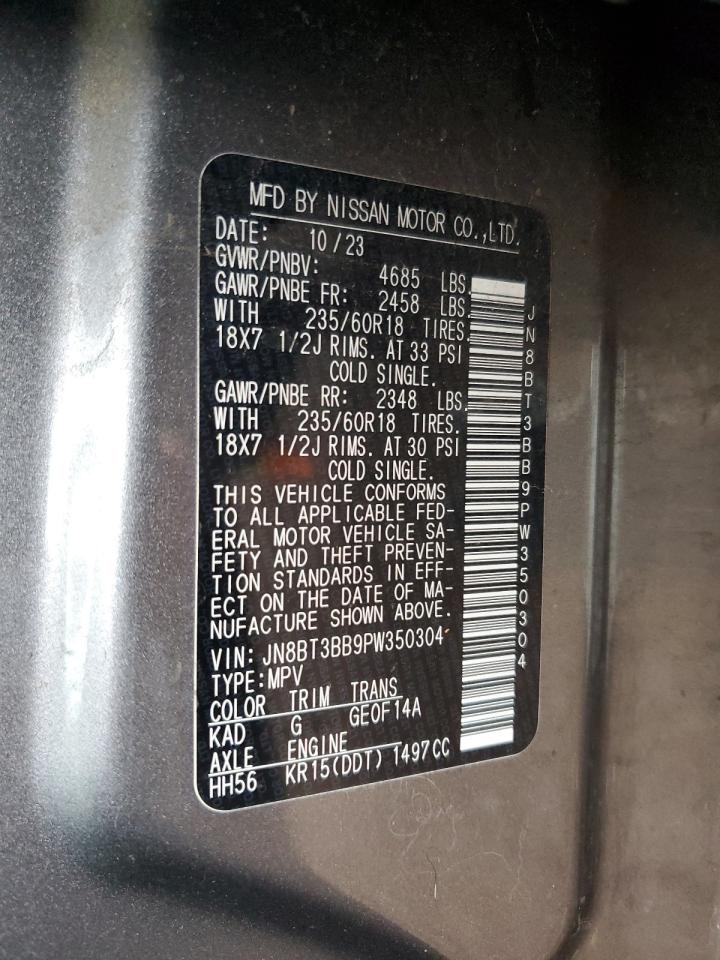 MFD BY NISSAN MOTOR CO.,LTD.
DATE: 10/23
GVWR/PNBV: 4685 LBS.
GAWR/PNBE FR: 2458 LBS.
WITH 235/60R18 TIRES.
18X7 1/2J RIMS. AT 33 PSI
COLD SINGLE.
GAWR/PNBE RR: 2348 LBS.
WITH 235/60R18 TIRES.
18X7 1/2J RIMS. AT 30 PSI
COLD SINGLE.
THIS VEHICLE CONFORMS
TO ALL APPLICABLE FED-
ERAL MOTOR VEHICLE SA-
FETY AND THEFT PREVEN-
TION STANDARDS IN EFF-
ECT ON THE DATE OF MA-
NUFACTURE SHOWN ABOVE.
VIN: JN8BT3BB9PW350304
TYPE:MPV
COLOR TRIM TRANS
KAD G GE0F14A
AXLE ENGINE
HH56 KR15(DDT) 1497CC
JN8BT3BB9PW350304